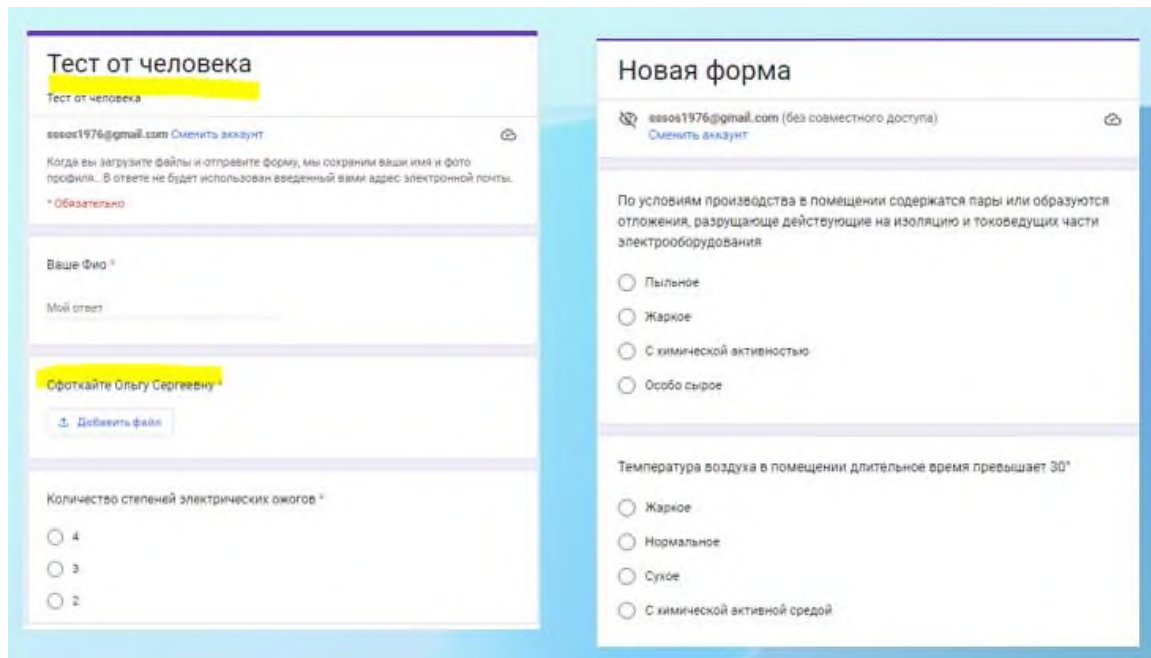 Тест от человека
Тест от человека
sssos1976@gmail.com Сменить аккаунт
Когда вы загрузите файлы и отправите форму, мы сохраним ваши имя и фото
профиля. В ответе не будет использован введенный вами адрес электронной почты.
* Обязательно
Ваше Фио *
Мой ответ
Сфоткайте Ольгу Сергеевну *
Добавить файл
Количество степеней электрических ожогов *
4
3
2
Новая форма
sssos1976@gmail.com (без совместного доступа)
Сменить аккаунт
По условиям производства в помещении содержатся пары или образуются
отложения, разрущающе действующие на изоляцию и токоведущих части
электрооборудования
Пыльное
Жаркое
С химической активностью
Особо сырое
Температура воздуха в помещении длительное время превышает 30°
Жаркое
Нормальное
Сухое
С химической активной средой